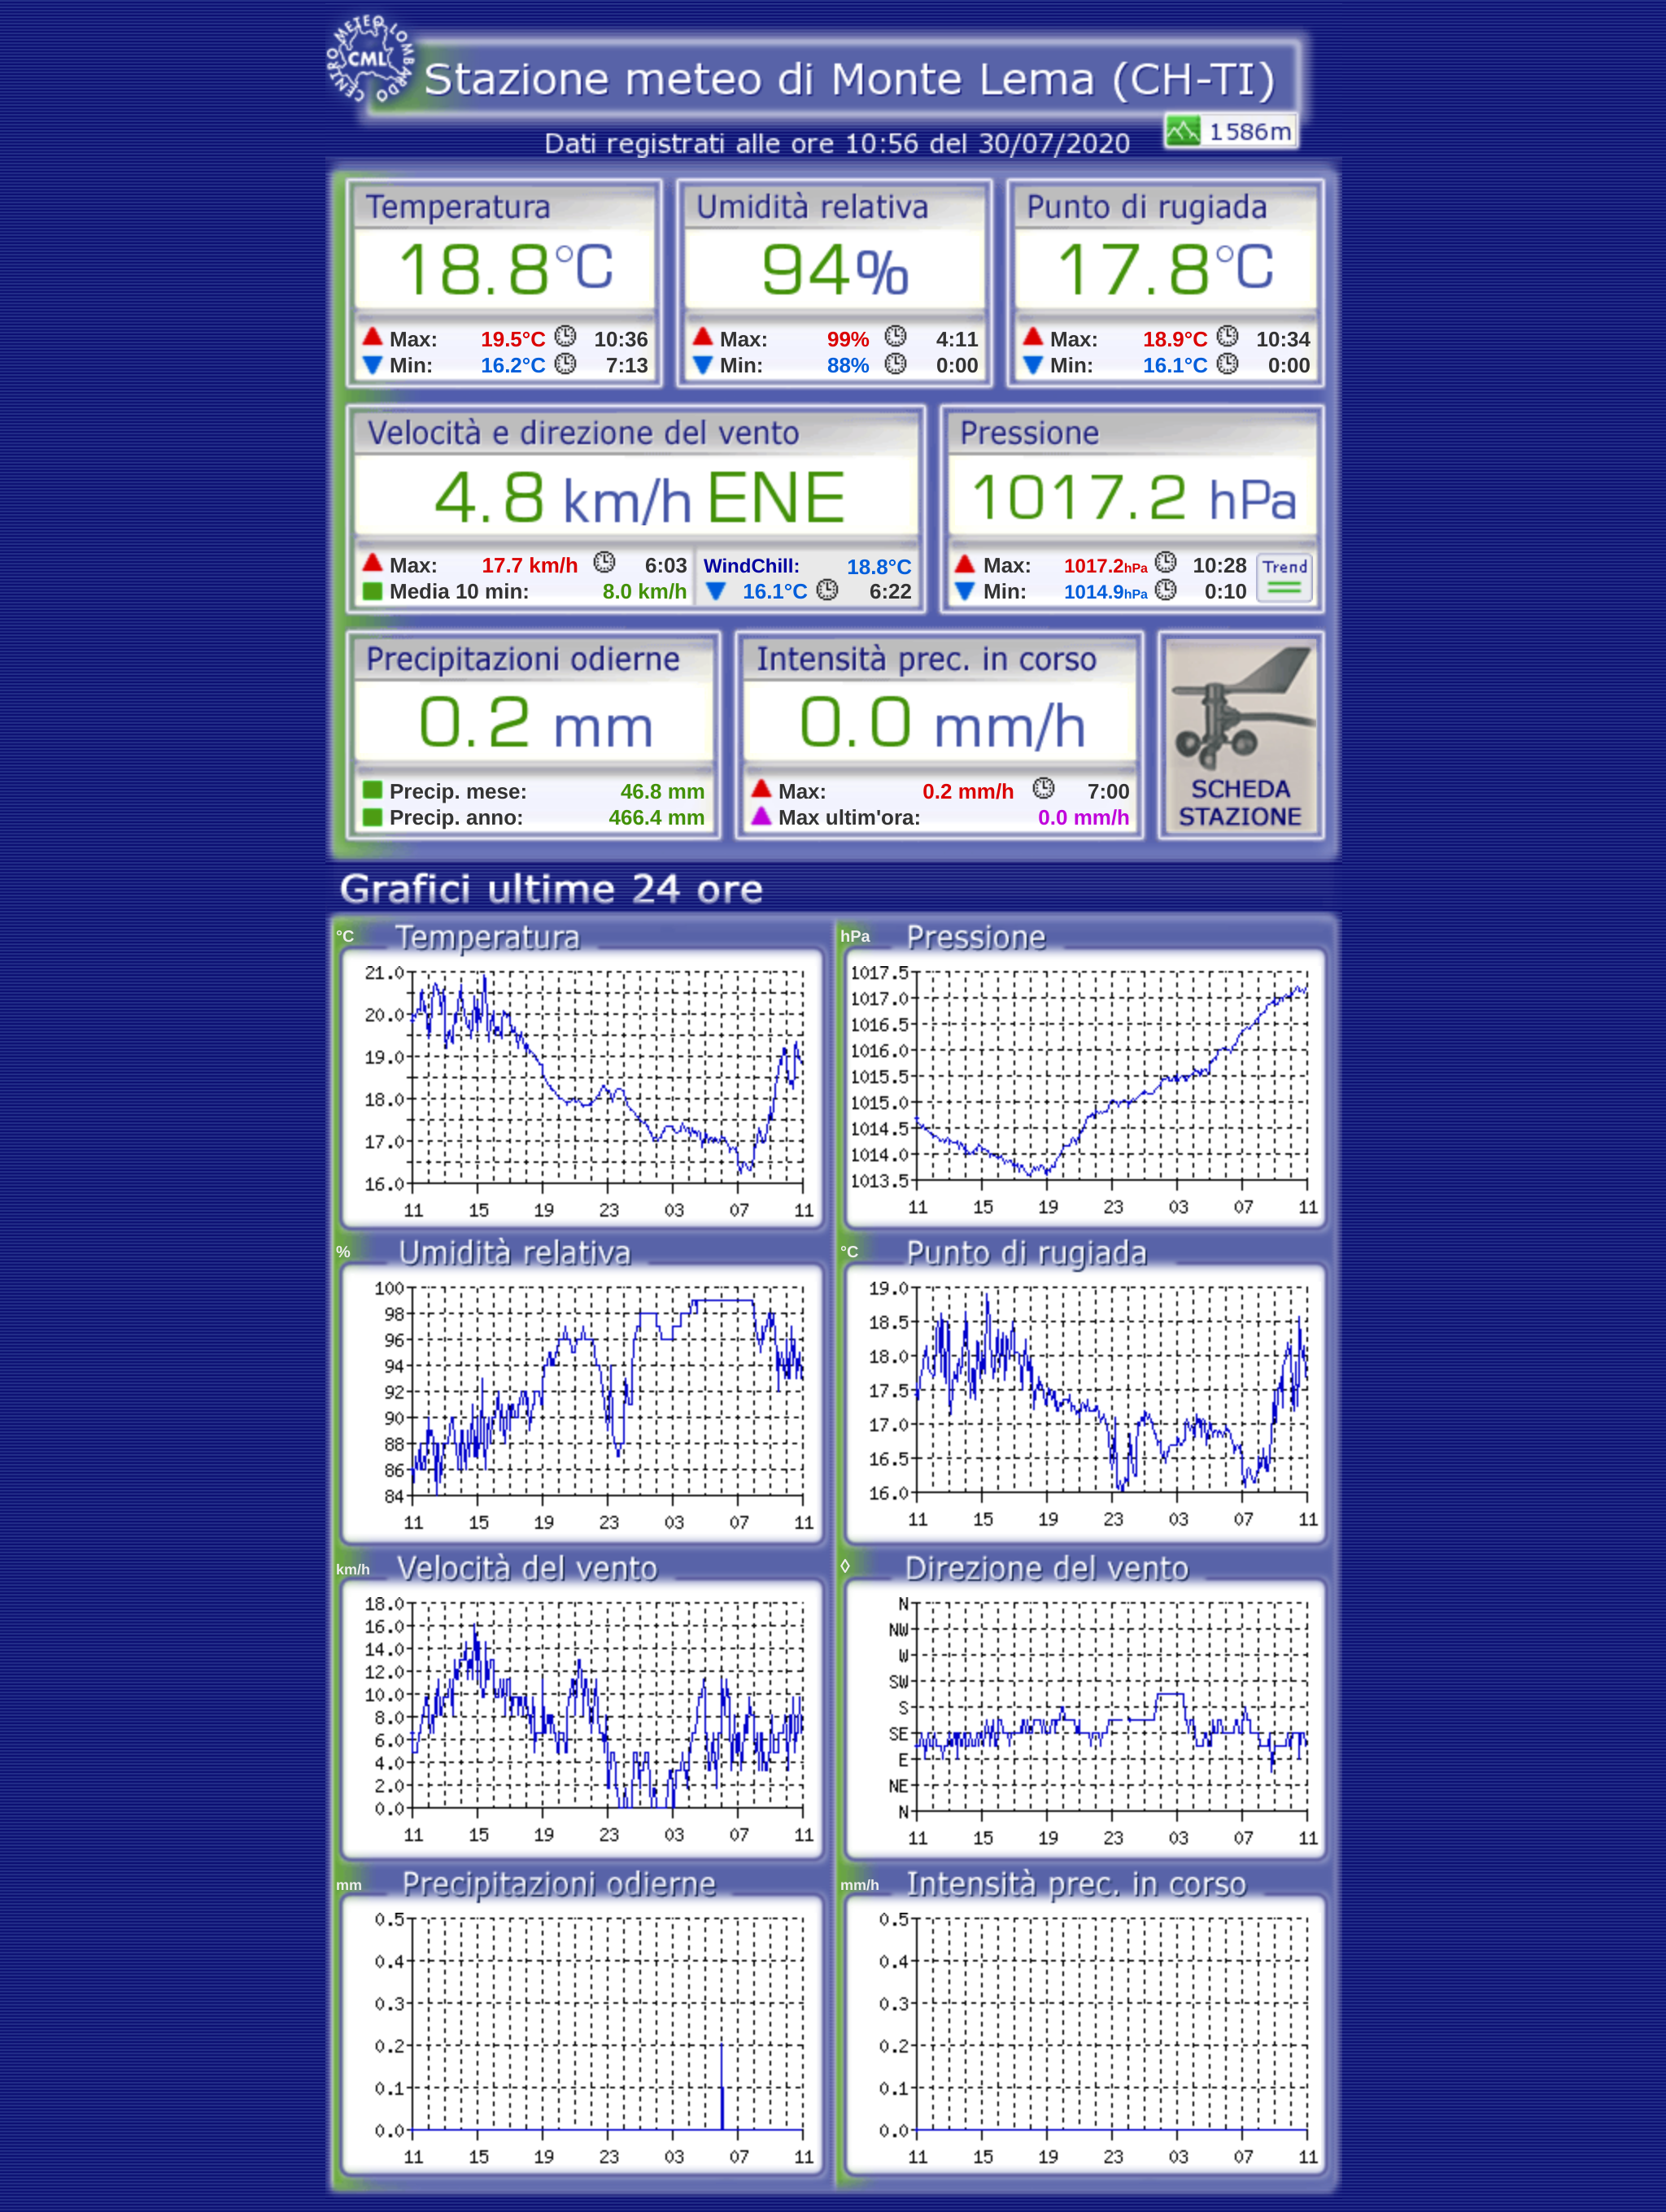 CENTRO METEO LOMBARDO
CML
Stazione meteo di Monte Lema (CH-TI)
1586m
Dati registrati alle ore 10:56 del 30/07/2020
Temperatura
18.8°C
Max: 19.5°C 10:36
Min: 16.2°C 7:13
Umidità relativa
94%
Max: 99% 4:11
Min: 88% 0:00
Punto di rugiada
17.8°C
Max: 18.9°C 10:34
Min: 16.1°C 0:00
Velocità e direzione del vento
4.8 km/h ENE
Max: 17.7 km/h 6:03
Media 10 min: 8.0 km/h
WindChill: 18.8°C
16.1°C 6:22
Pressione
1017.2 hPa
Max: 1017.2hPa 10:28
Min: 1014.9hPa 0:10
Trend
Precipitazioni odierne
0.2 mm
Precip. mese: 46.8 mm
Precip. anno: 466.4 mm
Intensità prec. in corso
0.0 mm/h
Max: 0.2 mm/h 7:00
Max ultim'ora: 0.0 mm/h
SCHEDA
STAZIONE
Grafici ultime 24 ore
°C Temperatura
21.0
20.0
19.0
18.0
17.0
16.0
11 15 19 23 03 07 11
hPa Pressione
1017.5
1017.0
1016.5
1016.0
1015.5
1015.0
1014.5
1014.0
1013.5
11 15 19 23 03 07 11
% Umidità relativa
100
98
96
94
92
90
88
86
84
11 15 19 23 03 07 11
°C Punto di rugiada
19.0
18.5
18.0
17.5
17.0
16.5
16.0
11 15 19 23 03 07 11
km/h Velocità del vento
18.0
16.0
14.0
12.0
10.0
8.0
6.0
4.0
2.0
0.0
11 15 19 23 03 07 11
◊ Direzione del vento
N
NW
W
SW
S
SE
E
NE
N
11 15 19 23 03 07 11
mm Precipitazioni odierne
0.5
0.4
0.3
0.2
0.1
0.0
11 15 19 23 03 07 11
mm/h Intensità prec. in corso
0.5
0.4
0.3
0.2
0.1
0.0
11 15 19 23 03 07 11